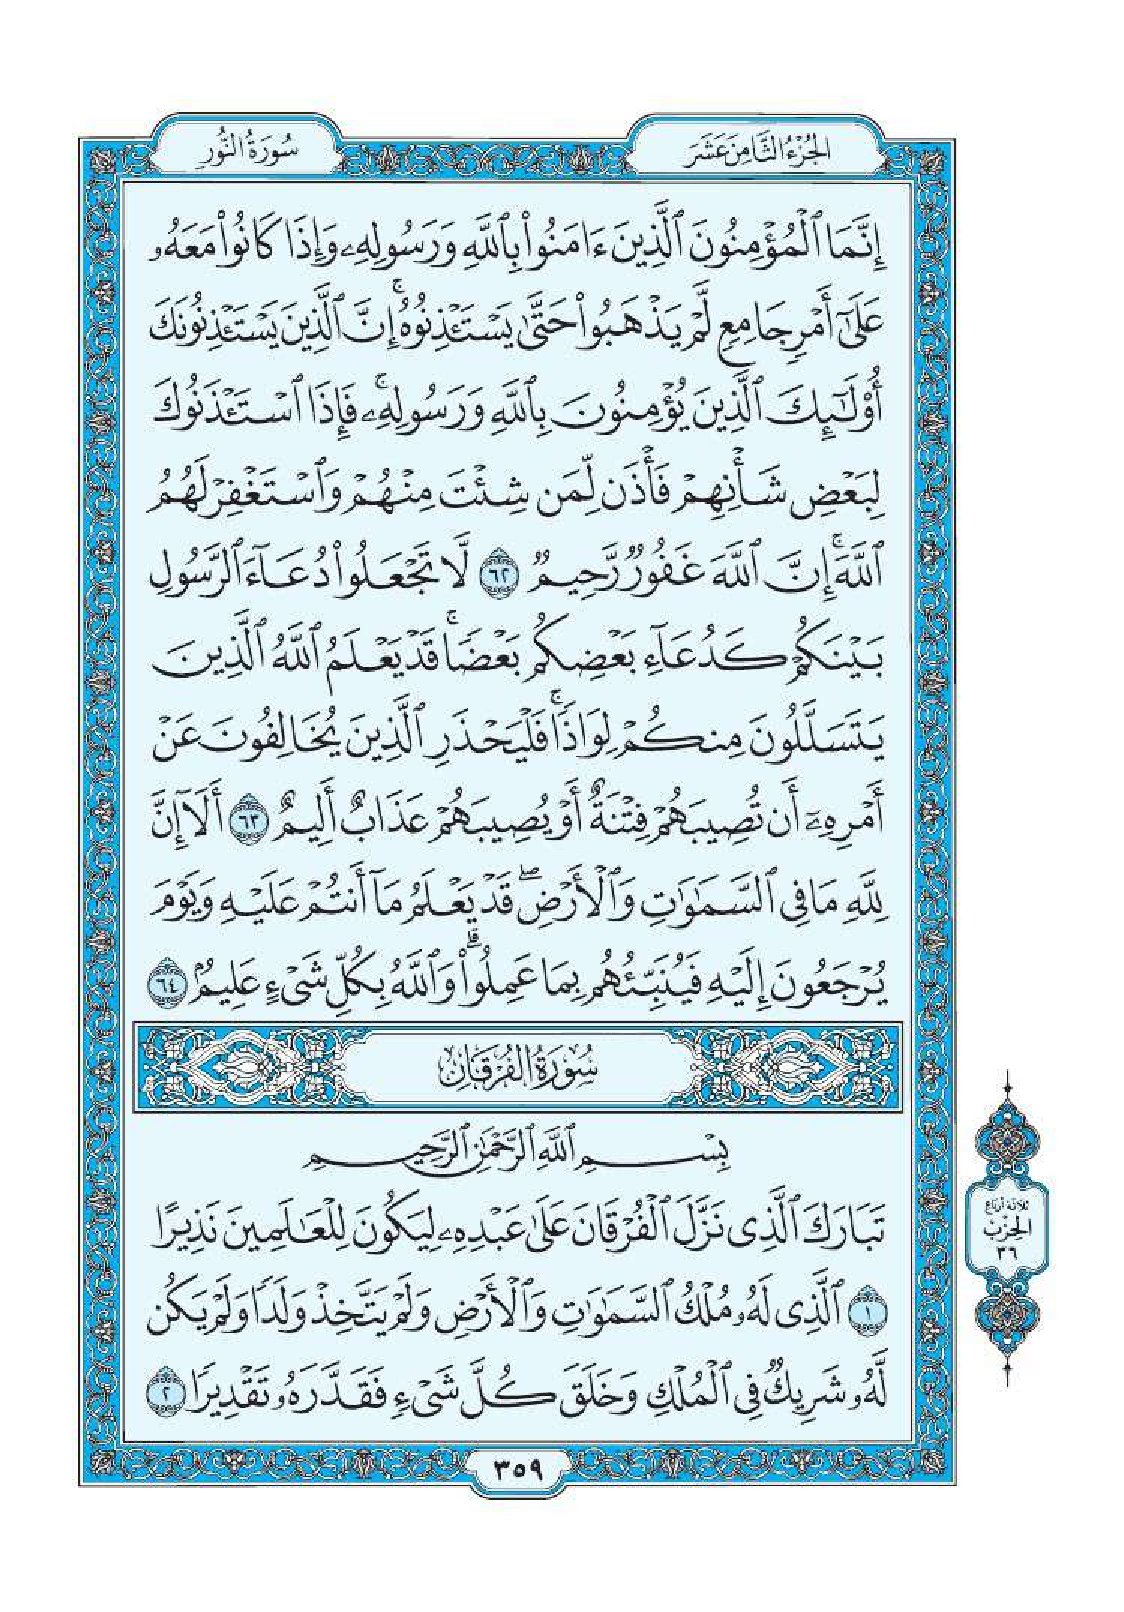 الجُزْءُ الثَّامِنَ عَشَرَ
سُورَةُ النُّورِ
إِنَّمَا ٱلْمُؤْمِنُونَ ٱلَّذِينَ ءَامَنُوا۟ بِٱللَّهِ وَرَسُولِهِۦ وَإِذَا كَانُوا۟ مَعَهُۥ
عَلَىٰٓ أَمْرٍ جَامِعٍ لَّمْ يَذْهَبُوا۟ حَتَّىٰ يَسْتَـْٔذِنُوهُ ۚ إِنَّ ٱلَّذِينَ يَسْتَـْٔذِنُونَكَ
أُو۟لَـٰٓئِكَ ٱلَّذِينَ يُؤْمِنُونَ بِٱللَّهِ وَرَسُولِهِۦ ۚ فَإِذَا ٱسْتَـْٔذَنُوكَ
لِبَعْضِ شَأْنِهِمْ فَأْذَن لِّمَن شِئْتَ مِنْهُمْ وَٱسْتَغْفِرْ لَهُمُ
ٱللَّهَ ۚ إِنَّ ٱللَّهَ غَفُورٌ رَّحِيمٌ ٦٢ لَّا تَجْعَلُوا۟ دُعَآءَ ٱلرَّسُولِ
بَيْنَكُمْ كَدُعَآءِ بَعْضِكُم بَعْضًا ۚ قَدْ يَعْلَمُ ٱللَّهُ ٱلَّذِينَ
يَتَسَلَّلُونَ مِنكُمْ لِوَاذًا ۚ فَلْيَحْذَرِ ٱلَّذِينَ يُخَالِفُونَ عَنْ
أَمْرِهِۦٓ أَن تُصِيبَهُمْ فِتْنَةٌ أَوْ يُصِيبَهُمْ عَذَابٌ أَلِيمٌ ٦٣ أَلَآ إِنَّ
لِلَّهِ مَا فِى ٱلسَّمَـٰوَٰتِ وَٱلْأَرْضِ ۖ قَدْ يَعْلَمُ مَآ أَنتُمْ عَلَيْهِ وَيَوْمَ
يُرْجَعُونَ إِلَيْهِ فَيُنَبِّئُهُم بِمَا عَمِلُوا۟ ۗ وَٱللَّهُ بِكُلِّ شَىْءٍ عَلِيمٌۢ ٦٤
سُورَةُ الفُرْقَانِ
بِسْمِ ٱللَّهِ ٱلرَّحْمَـٰنِ ٱلرَّحِيمِ
تَبَارَكَ ٱلَّذِى نَزَّلَ ٱلْفُرْقَانَ عَلَىٰ عَبْدِهِۦ لِيَكُونَ لِلْعَـٰلَمِينَ نَذِيرًا
١ ٱلَّذِى لَهُۥ مُلْكُ ٱلسَّمَـٰوَٰتِ وَٱلْأَرْضِ وَلَمْ يَتَّخِذْ وَلَدًا وَلَمْ يَكُن
لَّهُۥ شَرِيكٌ فِى ٱلْمُلْكِ وَخَلَقَ كُلَّ شَىْءٍ فَقَدَّرَهُۥ تَقْدِيرًا ٢
ثلاثة أرباع
الحِزْب
٣٦
٣٥٩